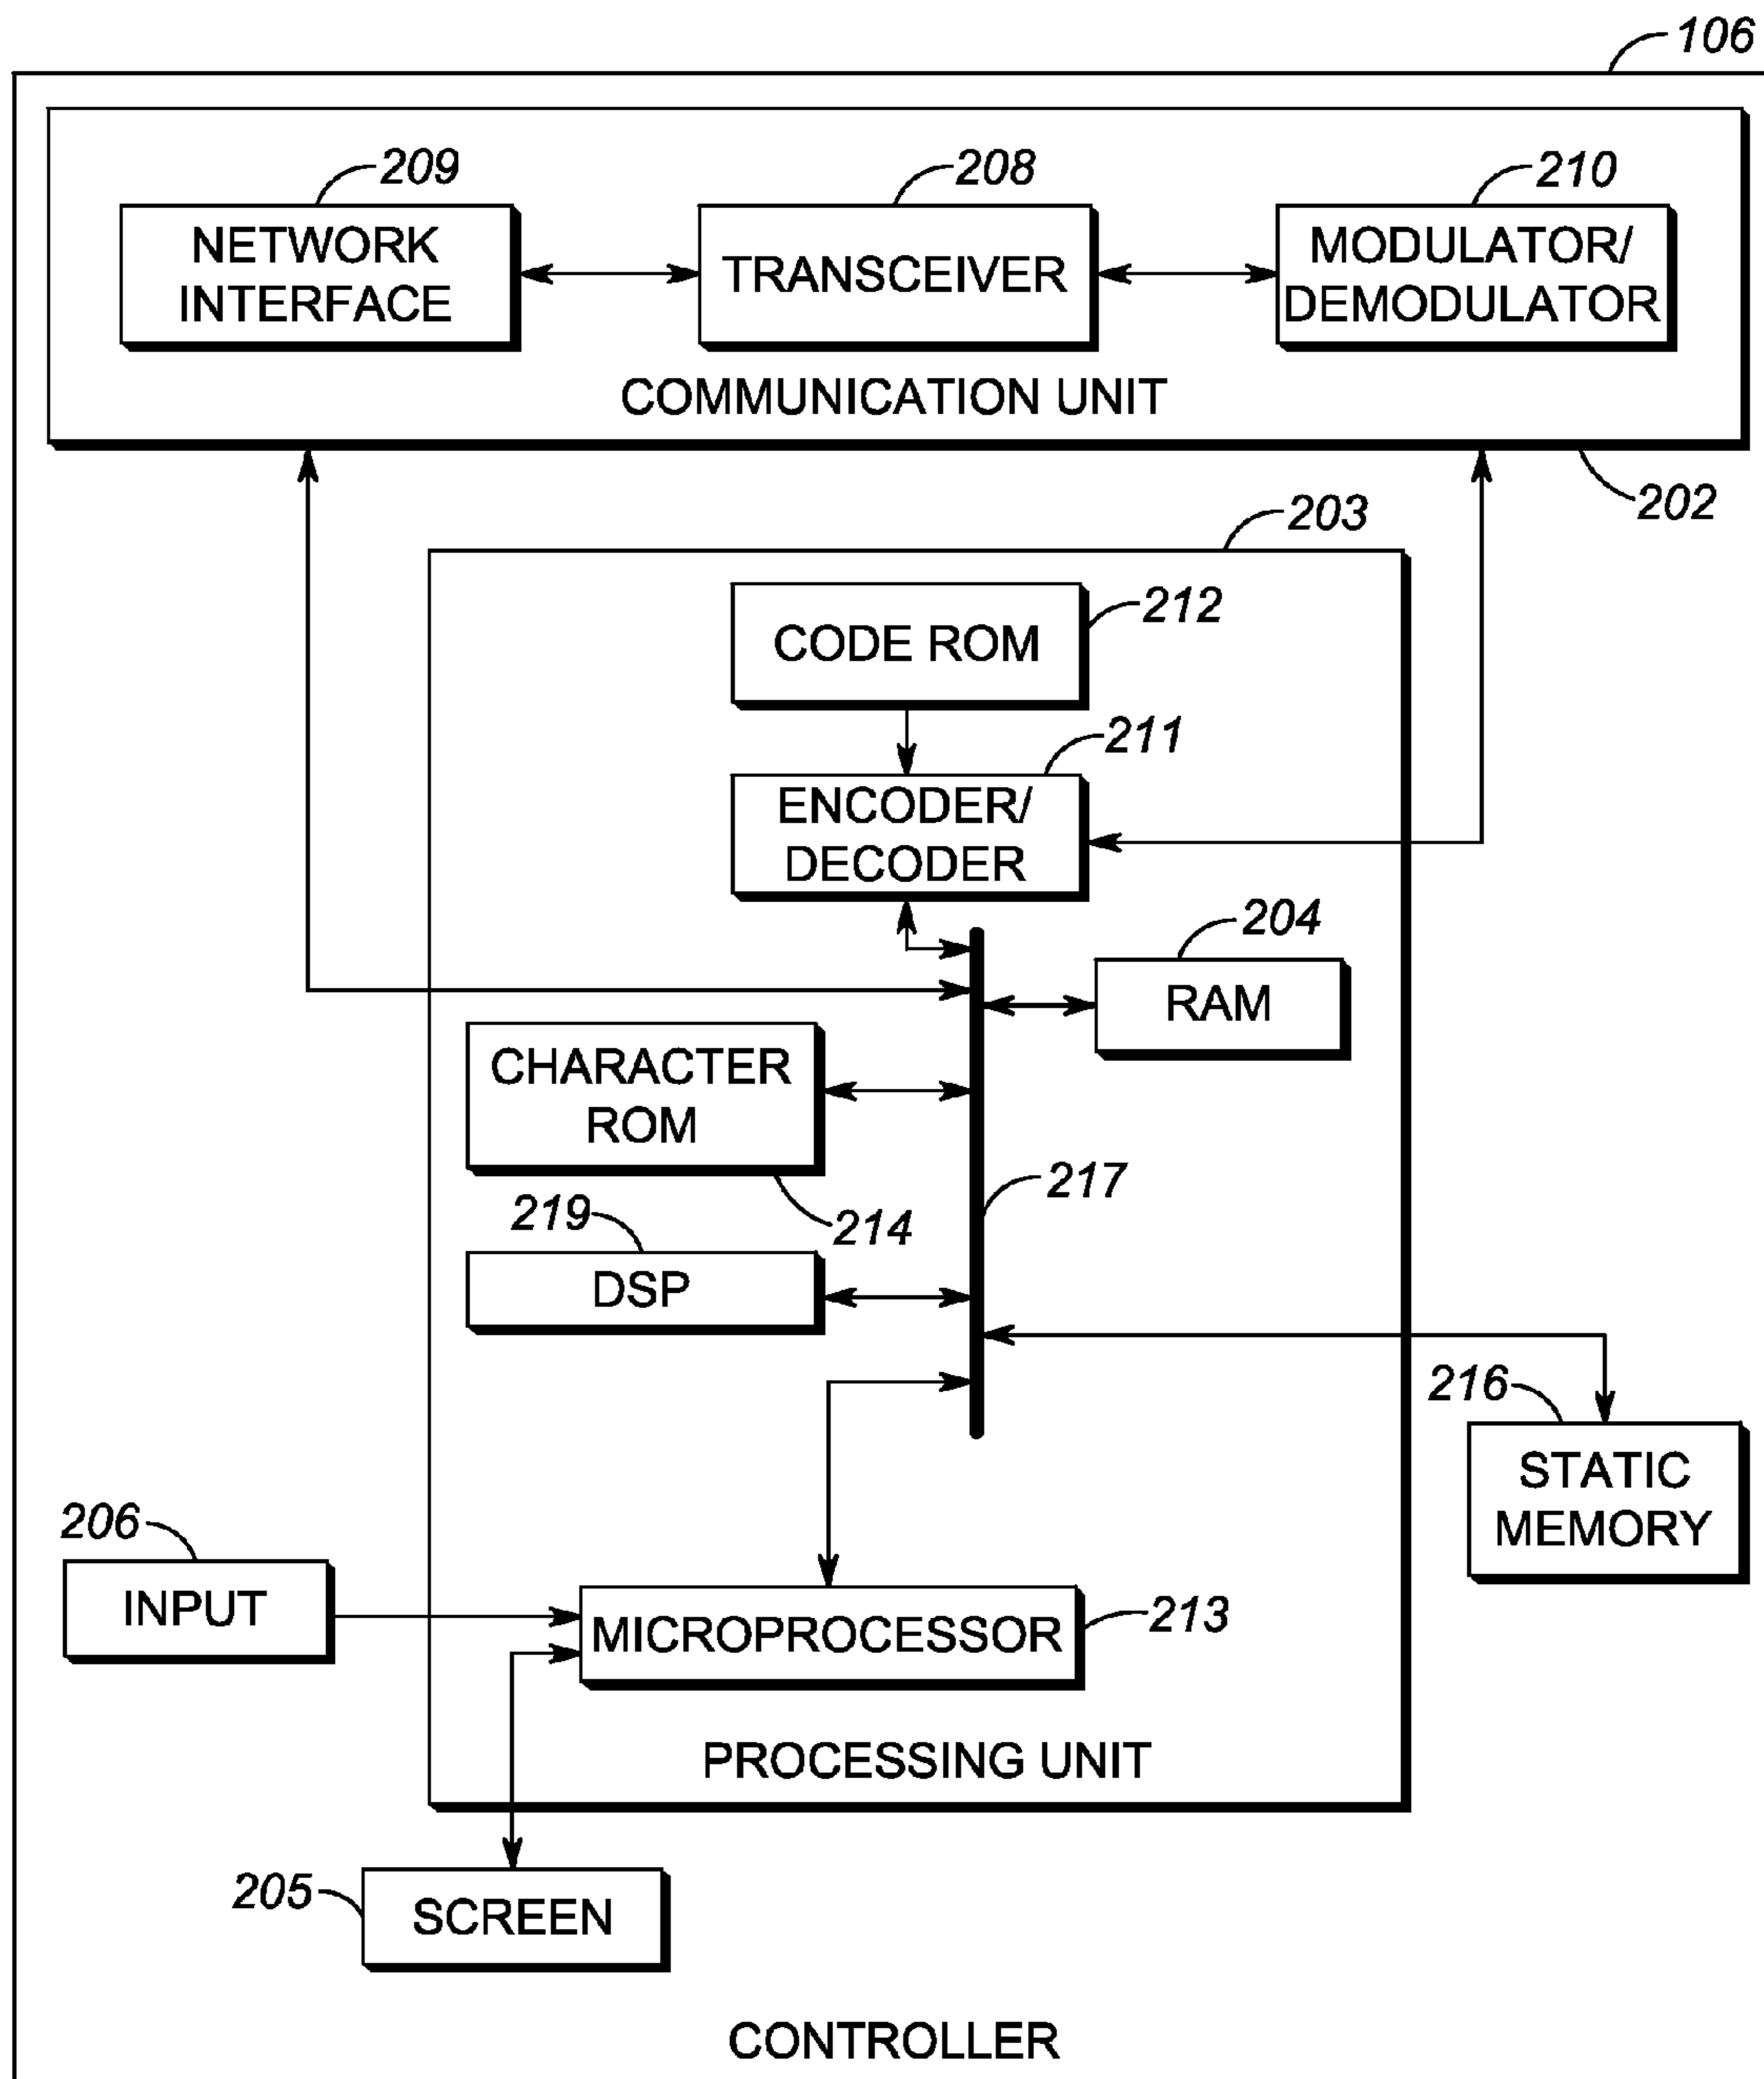 106
209
208
210
NETWORK
INTERFACE
TRANSCEIVER
MODULATOR/
DEMODULATOR
COMMUNICATION UNIT
202
203
CODE ROM
212
211
ENCODER/
DECODER
204
RAM
CHARACTER
ROM
217
214
219
DSP
216
STATIC
MEMORY
206
INPUT
MICROPROCESSOR
213
PROCESSING UNIT
205
SCREEN
CONTROLLER